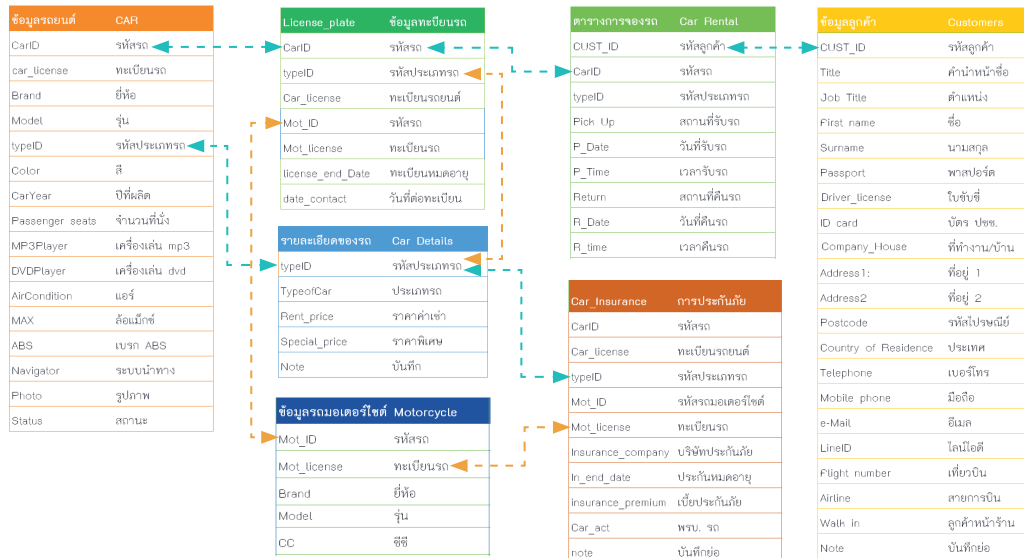 ข้อมูลรถยนต์ CAR
CarID รหัสรถ
car_license ทะเบียนรถ
Brand ยี่ห้อ
Model รุ่น
typeID รหัสประเภทรถ
Color สี
CarYear ปีที่ผลิต
Passenger seats จำนวนที่นั่ง
MP3Player เครื่องเล่น mp3
DVDPlayer เครื่องเล่น dvd
AirCondition แอร์
MAX ล้อแม็กซ์
ABS เบรก ABS
Navigator ระบบนำทาง
Photo รูปภาพ
Status สถานะ
License_plate ข้อมูลทะบียนรถ
CarID รหัสรถ
typeID รหัสประเภทรถ
Car_license ทะเบียนรถยนต์
Mot_ID รหัสรถ
Mot_license ทะเบียนรถ
license_end_Date ทะเบียนหมดอายุ
date_contact วันที่ต่อทะเบียน
รายละเอียดของรถ Car Details
typeID รหัสประเภทรถ
TypeofCar ประเภทรถ
Rent_price ราคาค่าเช่า
Special_price ราคาพิเศษ
Note บันทึก
ข้อมูลรถมอเตอร์ไซต์ Motorcycle
Mot_ID รหัสรถ
Mot_license ทะเบียนรถ
Brand ยี่ห้อ
Model รุ่น
CC ซีซี
ตารางการจองรถ Car Rental
CUST_ID รหัสลูกค้า
CarID รหัสรถ
typeID รหัสประเภทรถ
Pick Up สถานที่รับรถ
P_Date วันที่รับรถ
P_Time เวลารับรถ
Return สถานที่คืนรถ
R_Date วันที่คืนรถ
R_time เวลาคืนรถ
Car_Insurance การประกันภัย
CarID รหัสรถ
Car_license ทะเบียนรถยนต์
typeID รหัสประเภทรถ
Mot_ID รหัสรถมอเตอร์ไซต์
Mot_license ทะเบียนรถ
Insurance_company บริษัทประกันภัย
In_end_date ประกันหมดอายุ
insurance_premium เบี้ยประกันภัย
Car_act พรบ. รถ
note บันทึกย่อ
ข้อมูลลูกค้า Customers
CUST_ID รหัสลูกค้า
Title คำนำหน้าชื่อ
Job Title ตำแหน่ง
First name ชื่อ
Surname นามสกุล
Passport พาสปอร์ต
Driver_license ใบขับขี่
ID card บัตร ปชช.
Company_House ที่ทำงาน/บ้าน
Address1: ที่อยู่ 1
Address2 ที่อยู่ 2
Postcode รหัสไปรษณีย์
Country of Residence ประเทศ
Telephone เบอร์โทร
Mobile phone มือถือ
e-Mail อีเมล
LineID ไลน์ไอดี
Flight number เที่ยวบิน
Airline สายการบิน
Walk in ลูกค้าหน้าร้าน
Note บันทึกย่อ